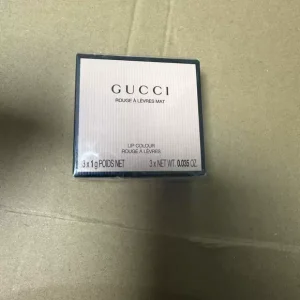 GUCCI
ROUGE À LÈVRES MAT
LIP COLOUR
ROUGE À LÈVRES
3 x 1 g POIDS NET 3 x NET WT. 0.035 OZ.